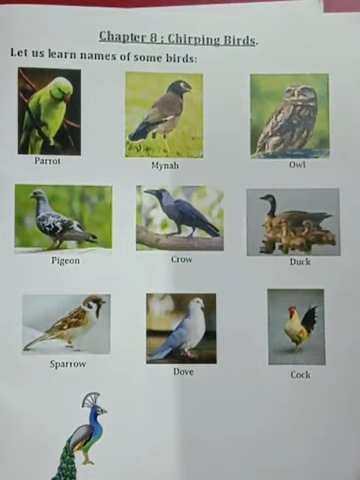 Chapter 8 : Chirping Birds.
Let us learn names of some birds:
Parrot
Mynah
Owl
Pigeon
Crow
Duck
Sparrow
Dove
Cock